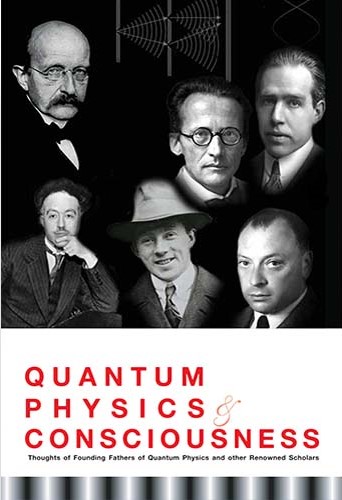 QUANTUM
PHYSICS &
CONSCIOUSNESS
Thoughts of Founding Fathers of Quantum Physics and other Renowned Scholars